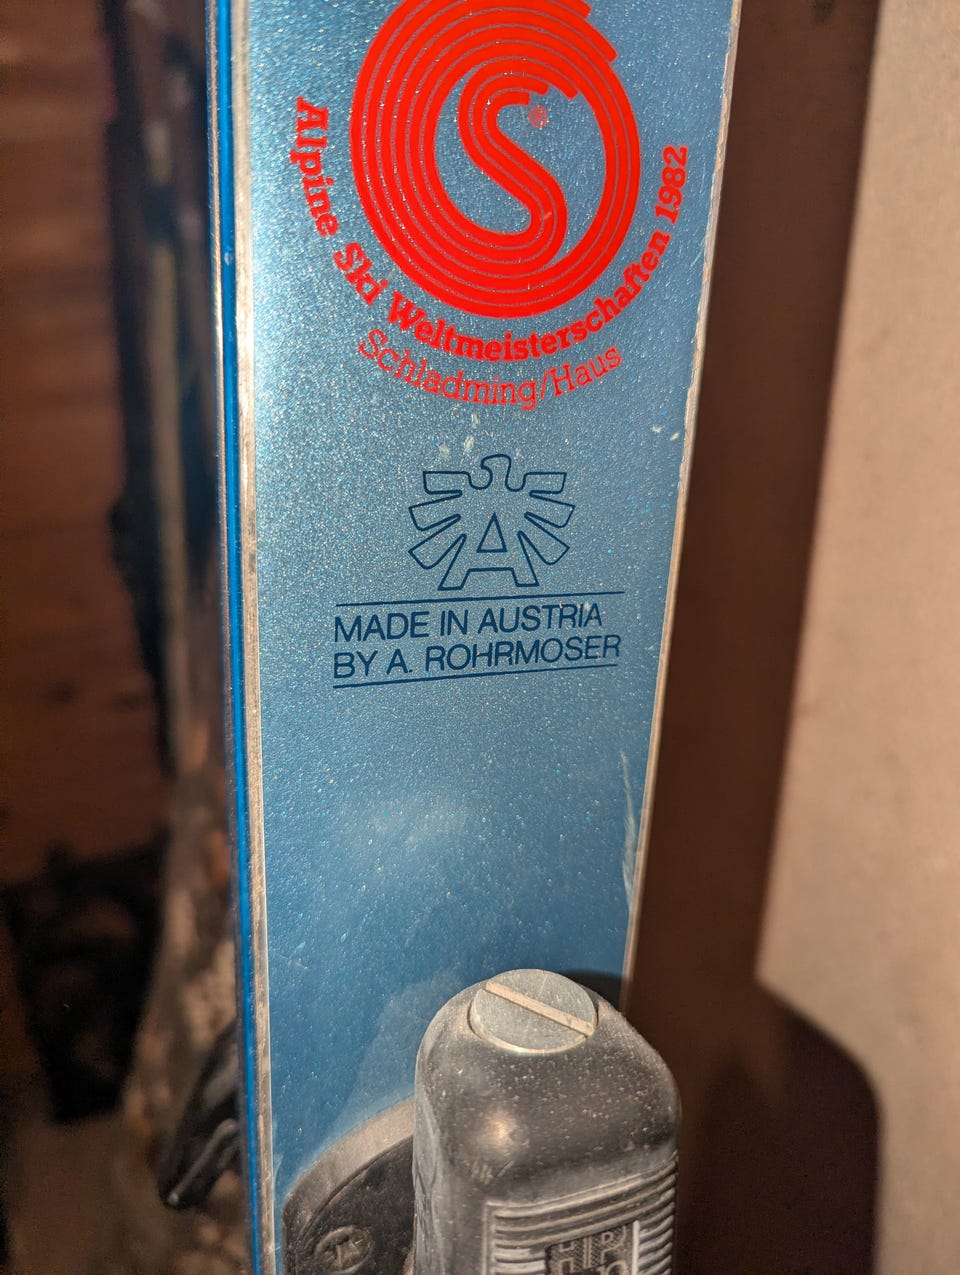 S®
Alpine Ski Weltmeisterschaften 1982
Schladming/Haus
A
MADE IN AUSTRIA
BY A. ROHRMOSER